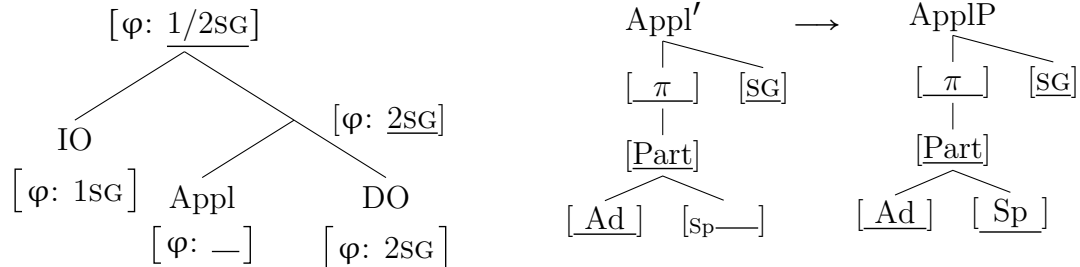 [φ: 1/2SG]
IO
[φ: 1SG]
[φ: 2SG]
Appl
[φ: __]
DO
[φ: 2SG]
Appl′ ⟶ ApplP
[ π ] [SG]
[Part]
[ Ad ] [Sp__]
[ π ] [SG]
[Part]
[ Ad ] [ Sp ]